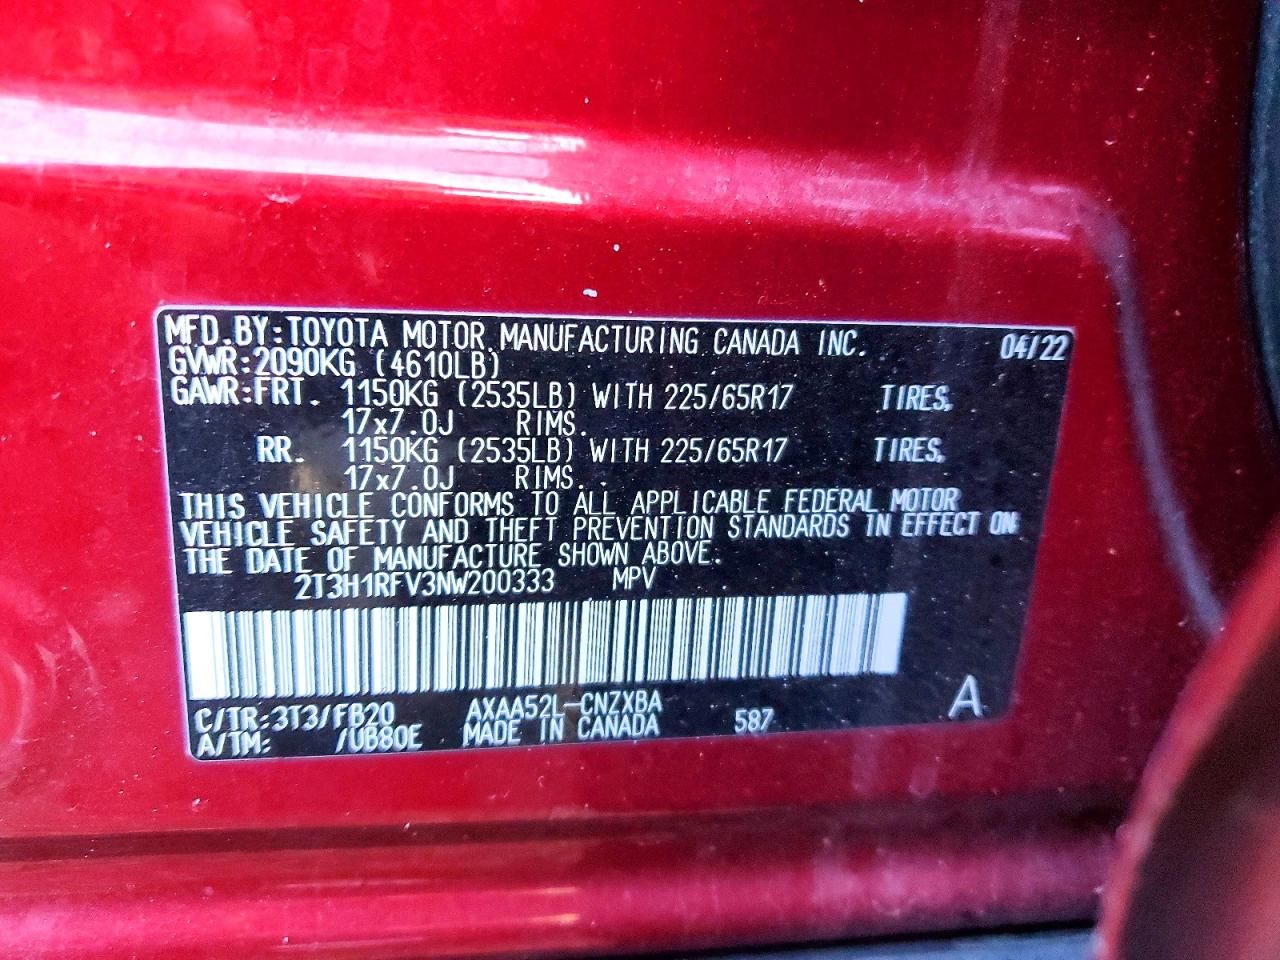 MFD.BY:TOYOTA MOTOR MANUFACTURING CANADA INC. 04/22
GVWR:2090KG (4610LB)
GAWR:FRT. 1150KG (2535LB) WITH 225/65R17 TIRES,
17x7.0J RIMS.
RR. 1150KG (2535LB) WITH 225/65R17 TIRES,
17x7.0J RIMS.
THIS VEHICLE CONFORMS TO ALL APPLICABLE FEDERAL MOTOR
VEHICLE SAFETY AND THEFT PREVENTION STANDARDS IN EFFECT ON
THE DATE OF MANUFACTURE SHOWN ABOVE.
2T3H1RFV3NW200333 MPV
C/TR:3T3/FB20 AXAA52L-CNZXBA A
A/TM: /UB80E MADE IN CANADA 587